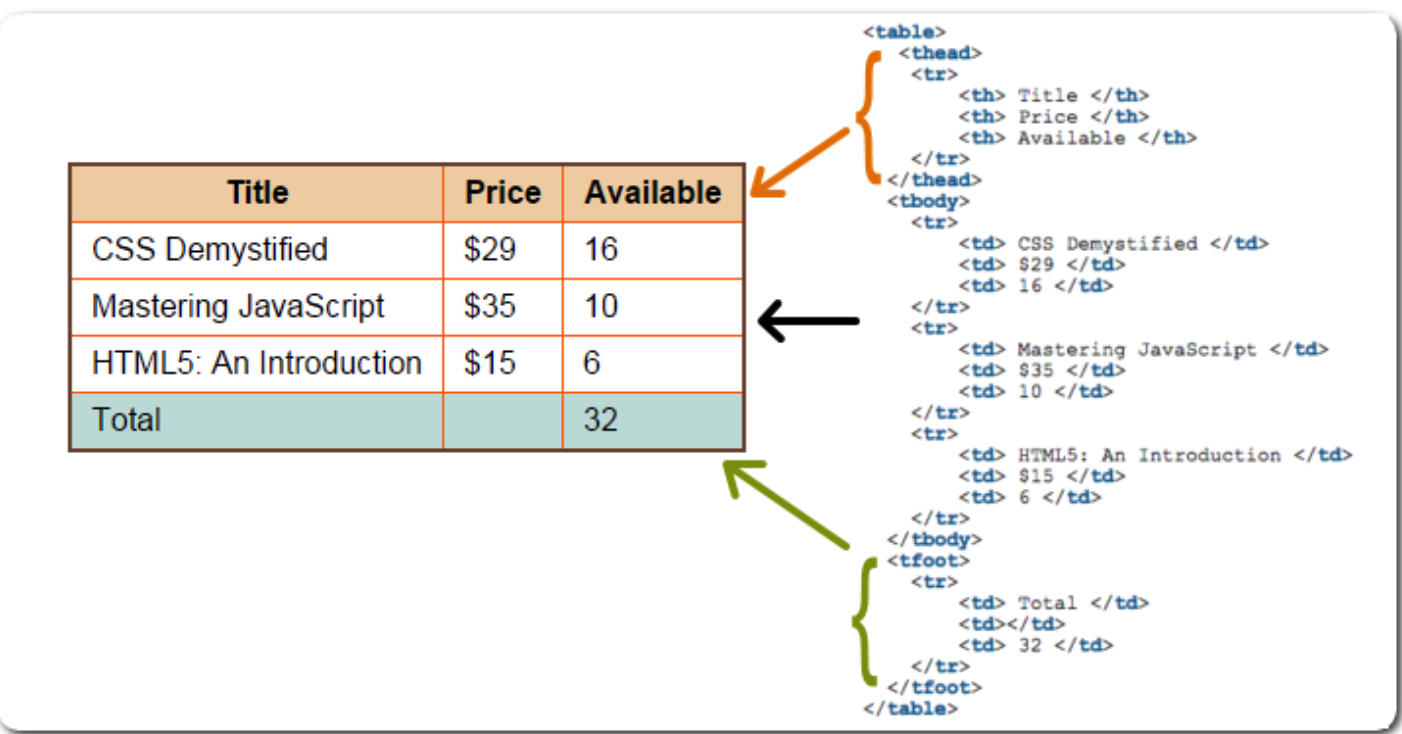 Title Price Available
CSS Demystified $29 16
Mastering JavaScript $35 10
HTML5: An Introduction $15 6
Total 32
<table>
<thead>
<tr>
<th> Title </th>
<th> Price </th>
<th> Available </th>
</tr>
</thead>
<tbody>
<tr>
<td> CSS Demystified </td>
<td> $29 </td>
<td> 16 </td>
</tr>
<tr>
<td> Mastering JavaScript </td>
<td> $35 </td>
<td> 10 </td>
</tr>
<tr>
<td> HTML5: An Introduction </td>
<td> $15 </td>
<td> 6 </td>
</tr>
</tbody>
<tfoot>
<tr>
<td> Total </td>
<td></td>
<td> 32 </td>
</tr>
</tfoot>
</table>